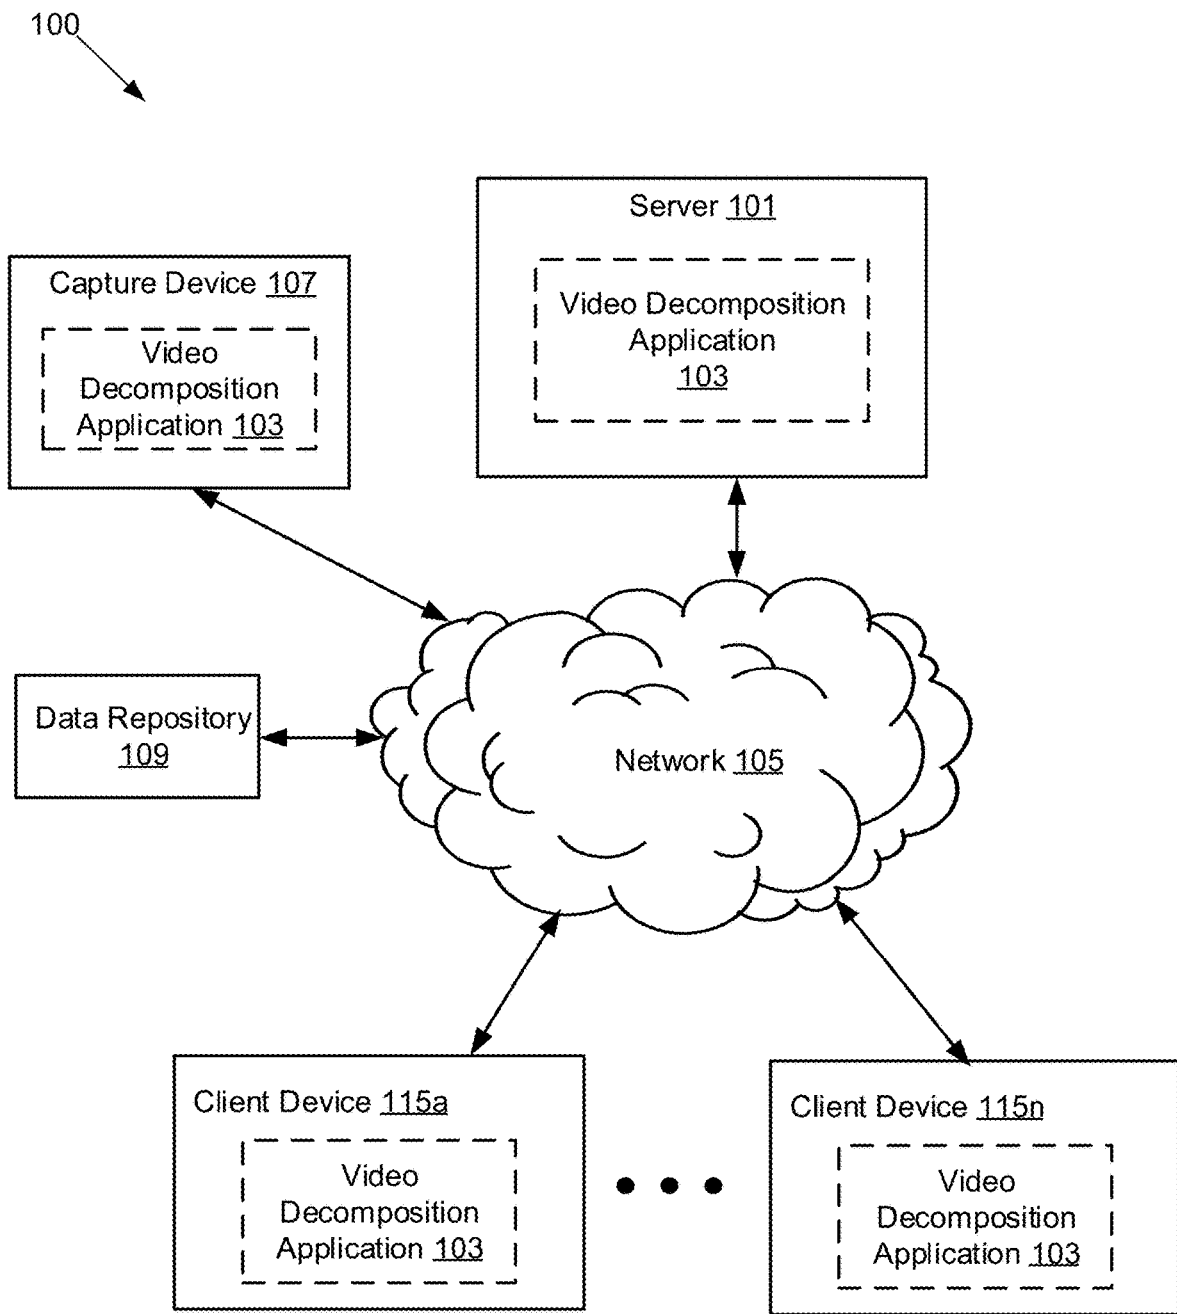 100
Server 101
Video Decomposition
Application
103
Capture Device 107
Video
Decomposition
Application 103
Data Repository
109
Network 105
Client Device 115a
Video
Decomposition
Application 103
Client Device 115n
Video
Decomposition
Application 103